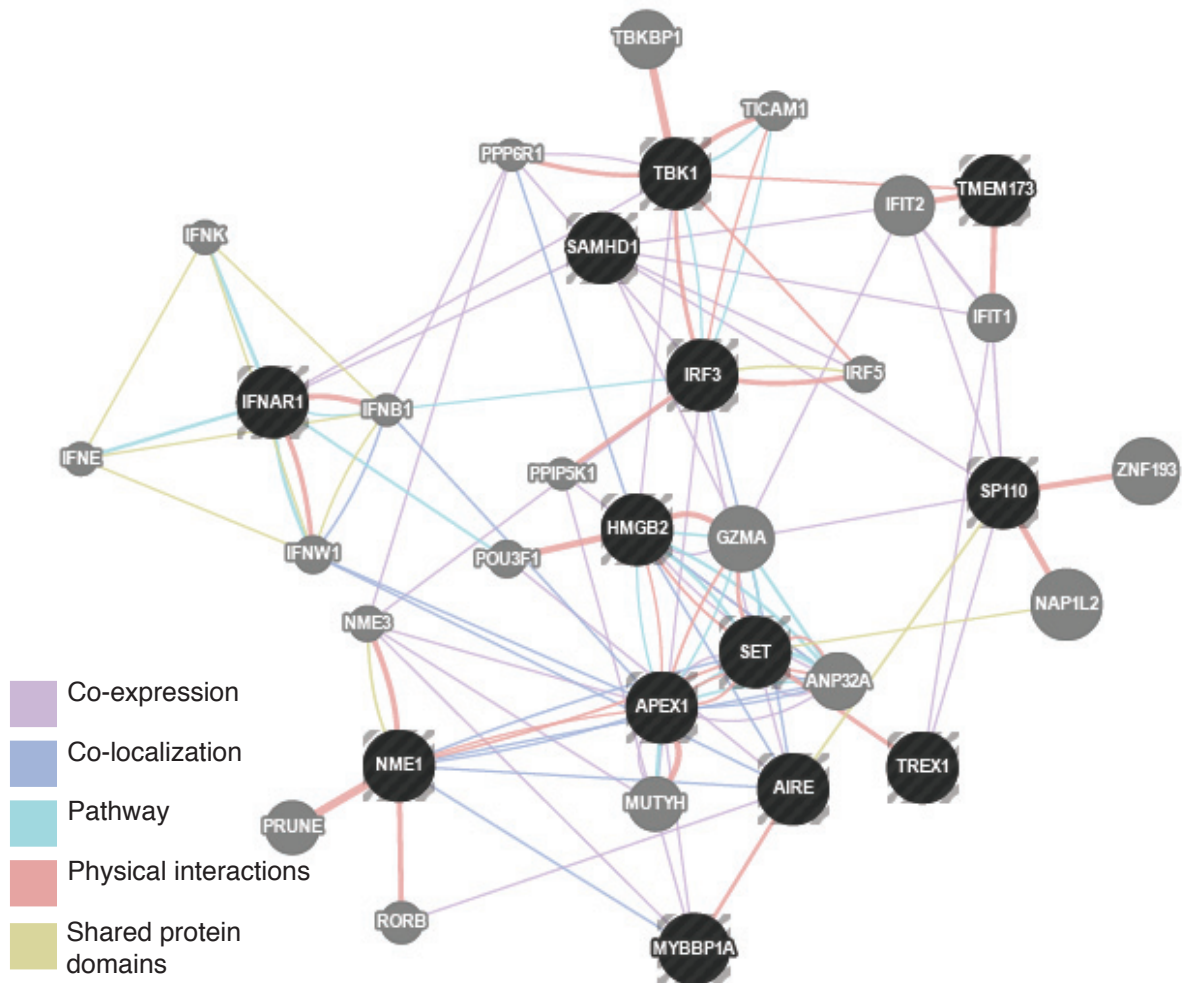 TBKBP1
TICAM1
PPP6R1
TBK1
TMEM173
IFIT2
IFNK
SAMHD1
IFIT1
IRF3
IRF5
IFNAR1
IFNB1
IFNE
PPIP5K1
ZNF193
SP110
HMGB2
GZMA
IFNW1
POU3F1
NAP1L2
NME3
SET
ANP32A
Co-expression
APEX1
Co-localization
NME1
TREX1
AIRE
MUTYH
Pathway
PRUNE
Physical interactions
RORB
Shared protein
domains
MYBBP1A